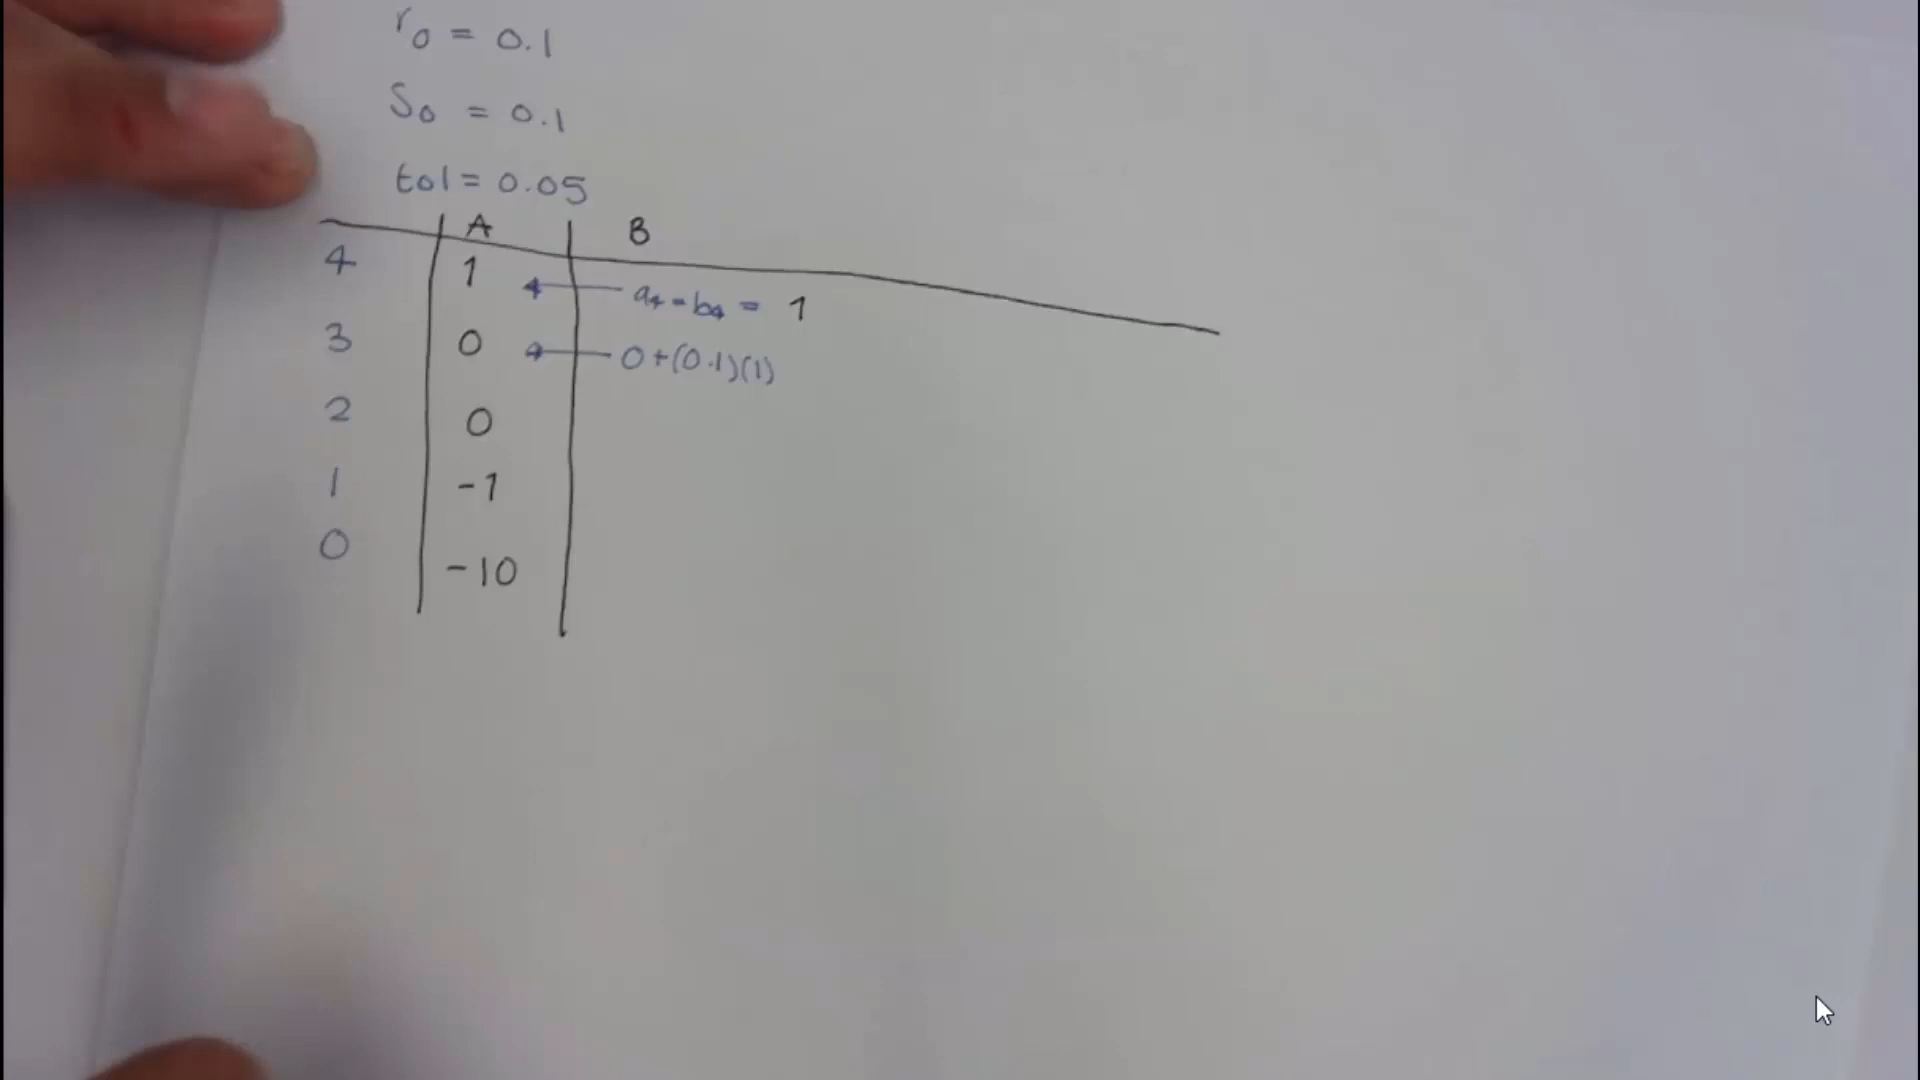 r0 = 0.1
S0 = 0.1
tol = 0.05
A B
4 1 a4 = b4 = 1
3 0 0+(0.1)(1)
2 0
1 -1
0 -10